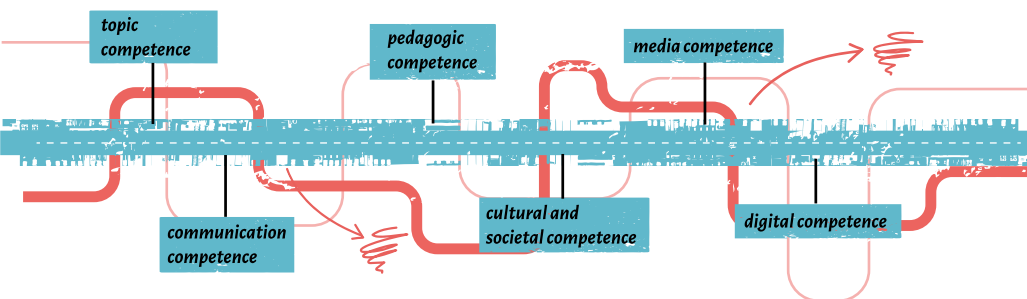 topic
competence
pedagogic
competence
media competence
communication
competence
cultural and
societal competence
digital competence